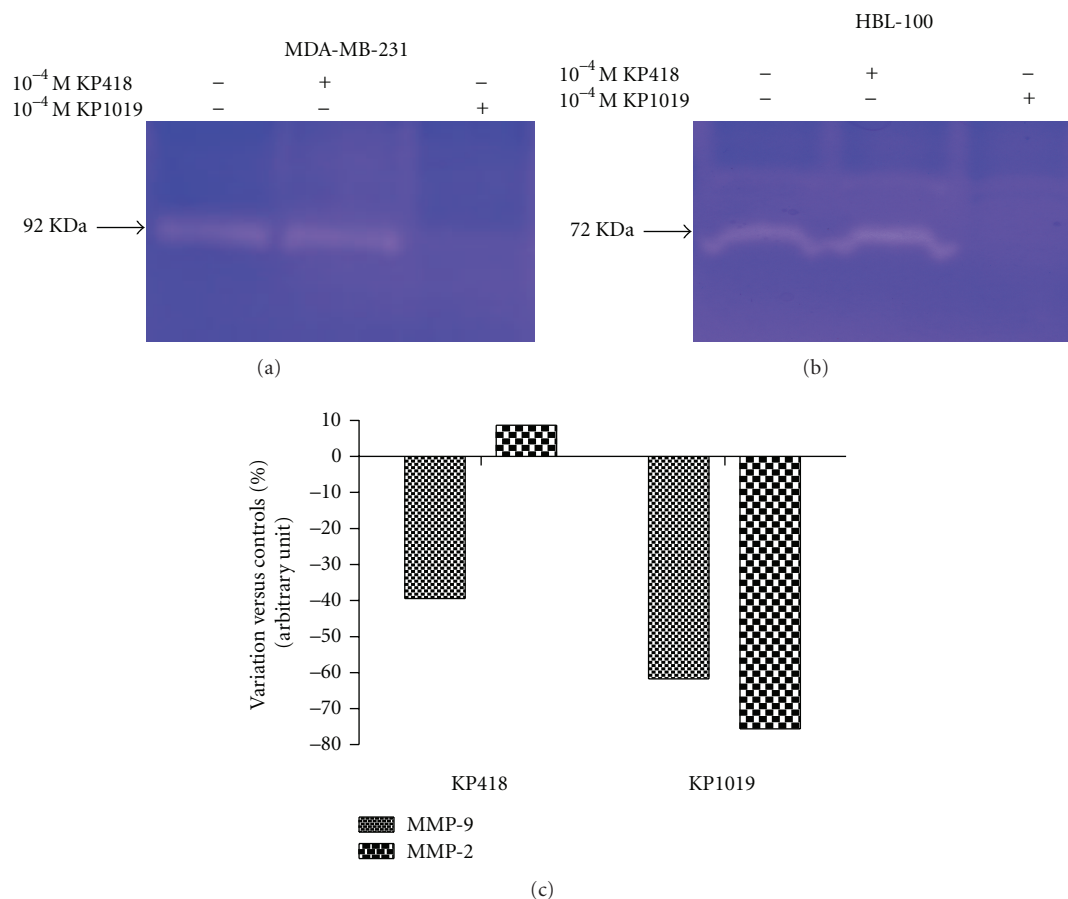 MDA-MB-231
10⁻⁴ M KP418 – + –
10⁻⁴ M KP1019 – – +
92 KDa
(a)
HBL-100
10⁻⁴ M KP418 – + –
10⁻⁴ M KP1019 – – +
72 KDa
(b)
Variation versus controls (%)
(arbitrary unit)
10
0
−10
−20
−30
−40
−50
−60
−70
−80
KP418 KP1019
MMP-9
MMP-2
(c)